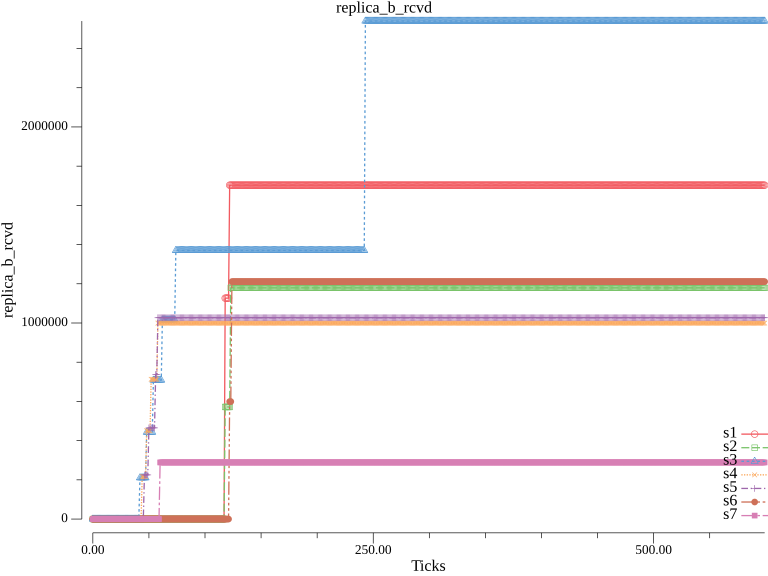 replica_b_rcvd
replica_b_rcvd
2000000
1000000
0
0.00
250.00
500.00
Ticks
s1
s2
s3
s4
s5
s6
s7